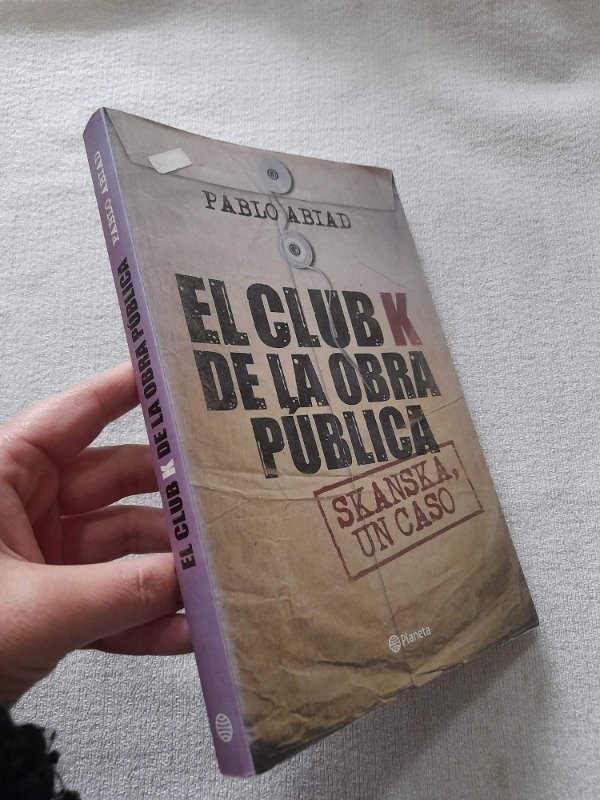 PABLO ABIAD
EL CLUB K
DE LA OBRA
PÚBLICA
SKANSKA,
UN CASO
Planeta
PABLO ABIAD
EL CLUB K DE LA OBRA PÚBLICA